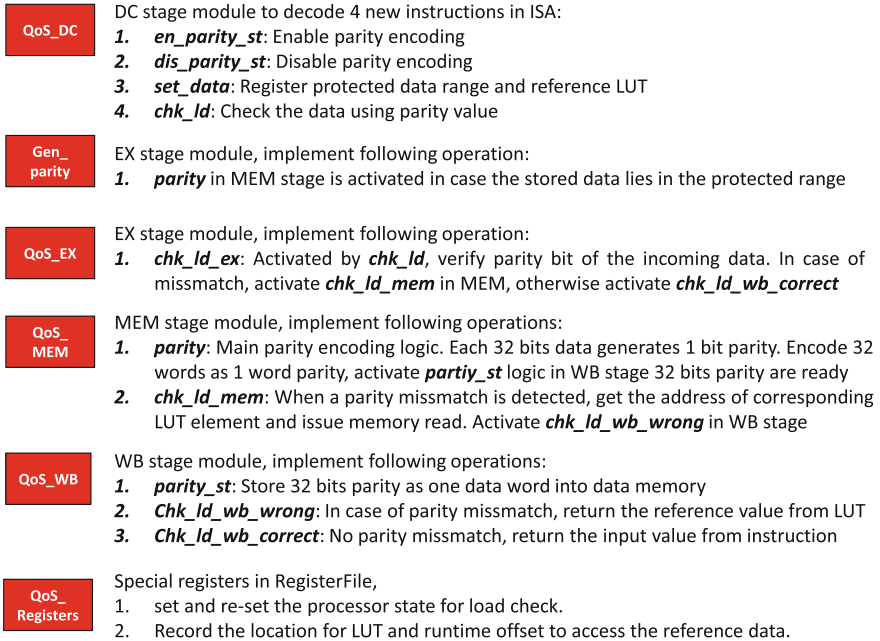 QoS_DC
DC stage module to decode 4 new instructions in ISA:
1. en_parity_st: Enable parity encoding
2. dis_parity_st: Disable parity encoding
3. set_data: Register protected data range and reference LUT
4. chk_ld: Check the data using parity value
Gen_
parity
EX stage module, implement following operation:
1. parity in MEM stage is activated in case the stored data lies in the protected range
QoS_EX
EX stage module, implement following operation:
1. chk_ld_ex: Activated by chk_ld, verify parity bit of the incoming data. In case of
missmatch, activate chk_ld_mem in MEM, otherwise activate chk_ld_wb_correct
QoS_
MEM
MEM stage module, implement following operations:
1. parity: Main parity encoding logic. Each 32 bits data generates 1 bit parity. Encode 32
words as 1 word parity, activate partiy_st logic in WB stage 32 bits parity are ready
2. chk_ld_mem: When a parity missmatch is detected, get the address of corresponding
LUT element and issue memory read. Activate chk_ld_wb_wrong in WB stage
QoS_WB
WB stage module, implement following operations:
1. parity_st: Store 32 bits parity as one data word into data memory
2. Chk_ld_wb_wrong: In case of parity missmatch, return the reference value from LUT
3. Chk_ld_wb_correct: No parity missmatch, return the input value from instruction
QoS_
Registers
Special registers in RegisterFile,
1. set and re-set the processor state for load check.
2. Record the location for LUT and runtime offset to access the reference data.